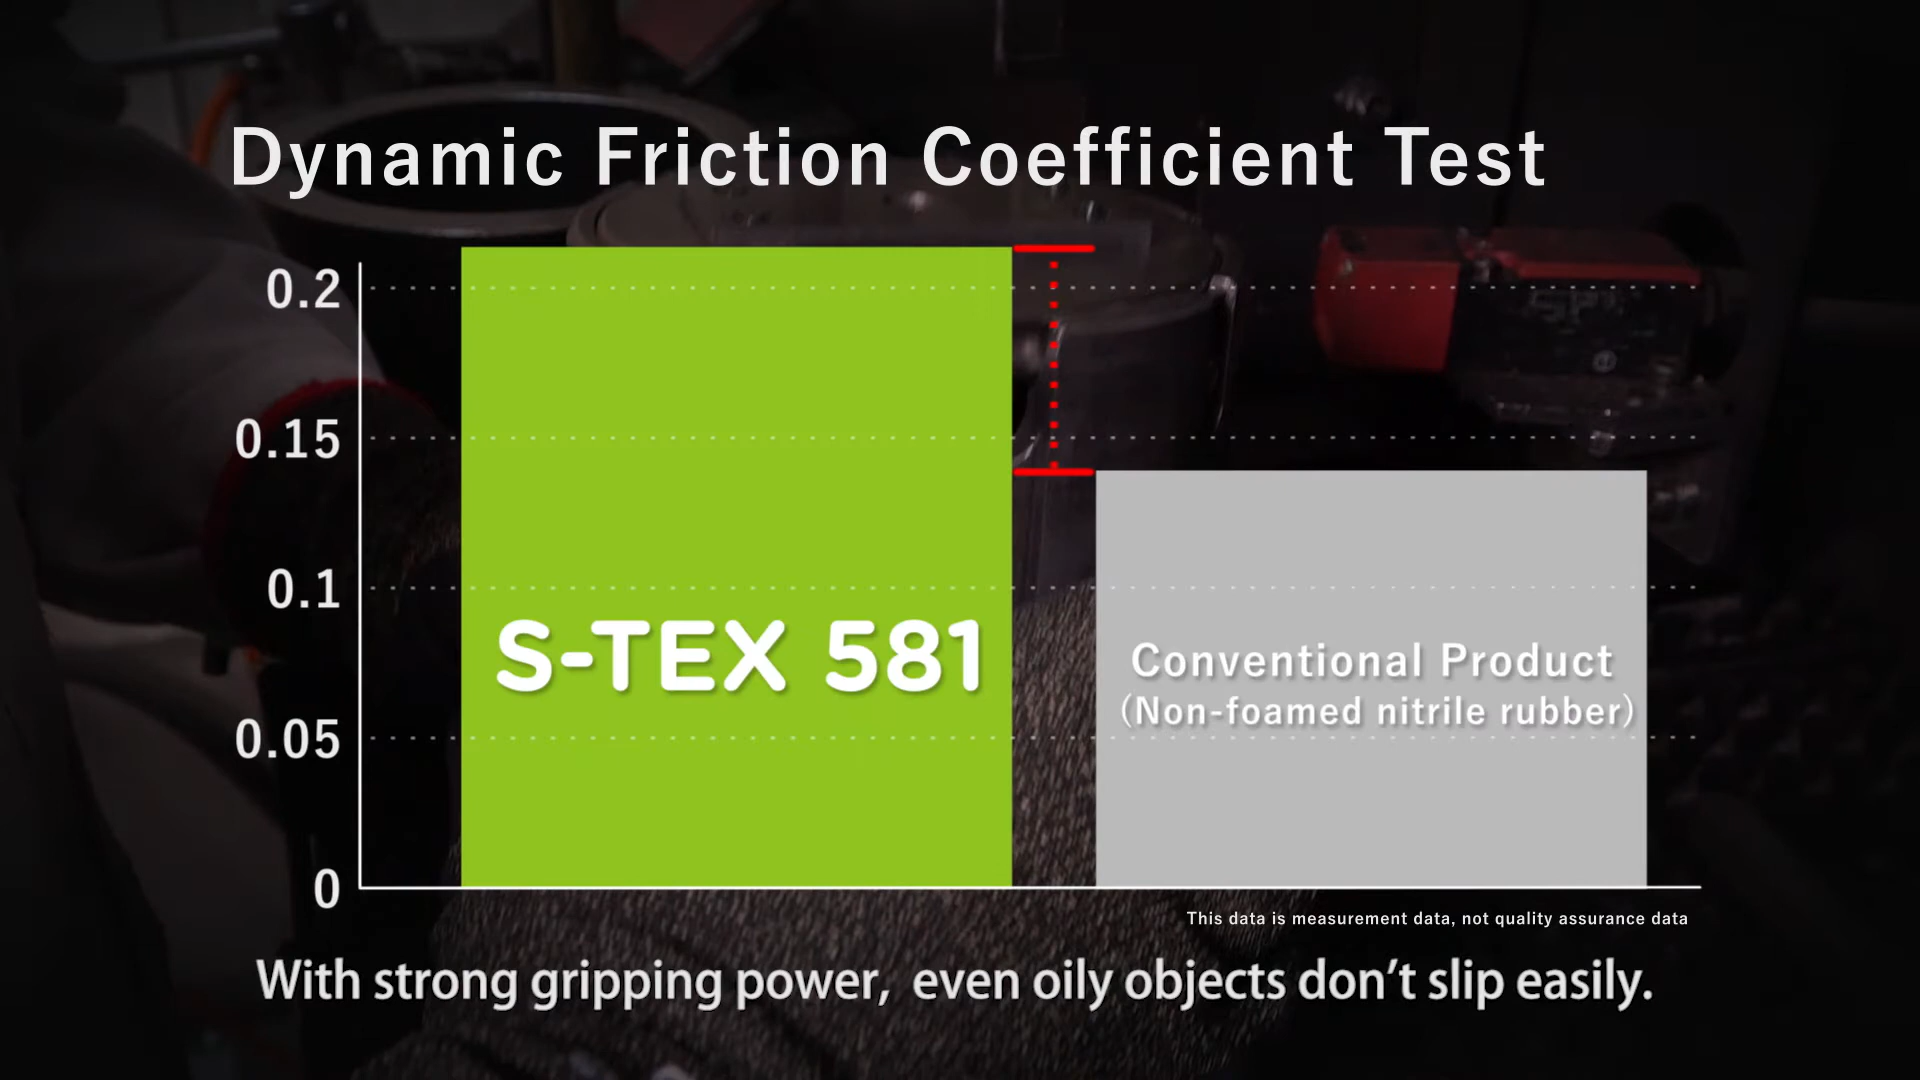 Dynamic Friction Coefficient Test
0.2
0.15
0.1
0.05
0
S-TEX 581
Conventional Product
(Non-foamed nitrile rubber)
This data is measurement data, not quality assurance data
With strong gripping power, even oily objects don't slip easily.